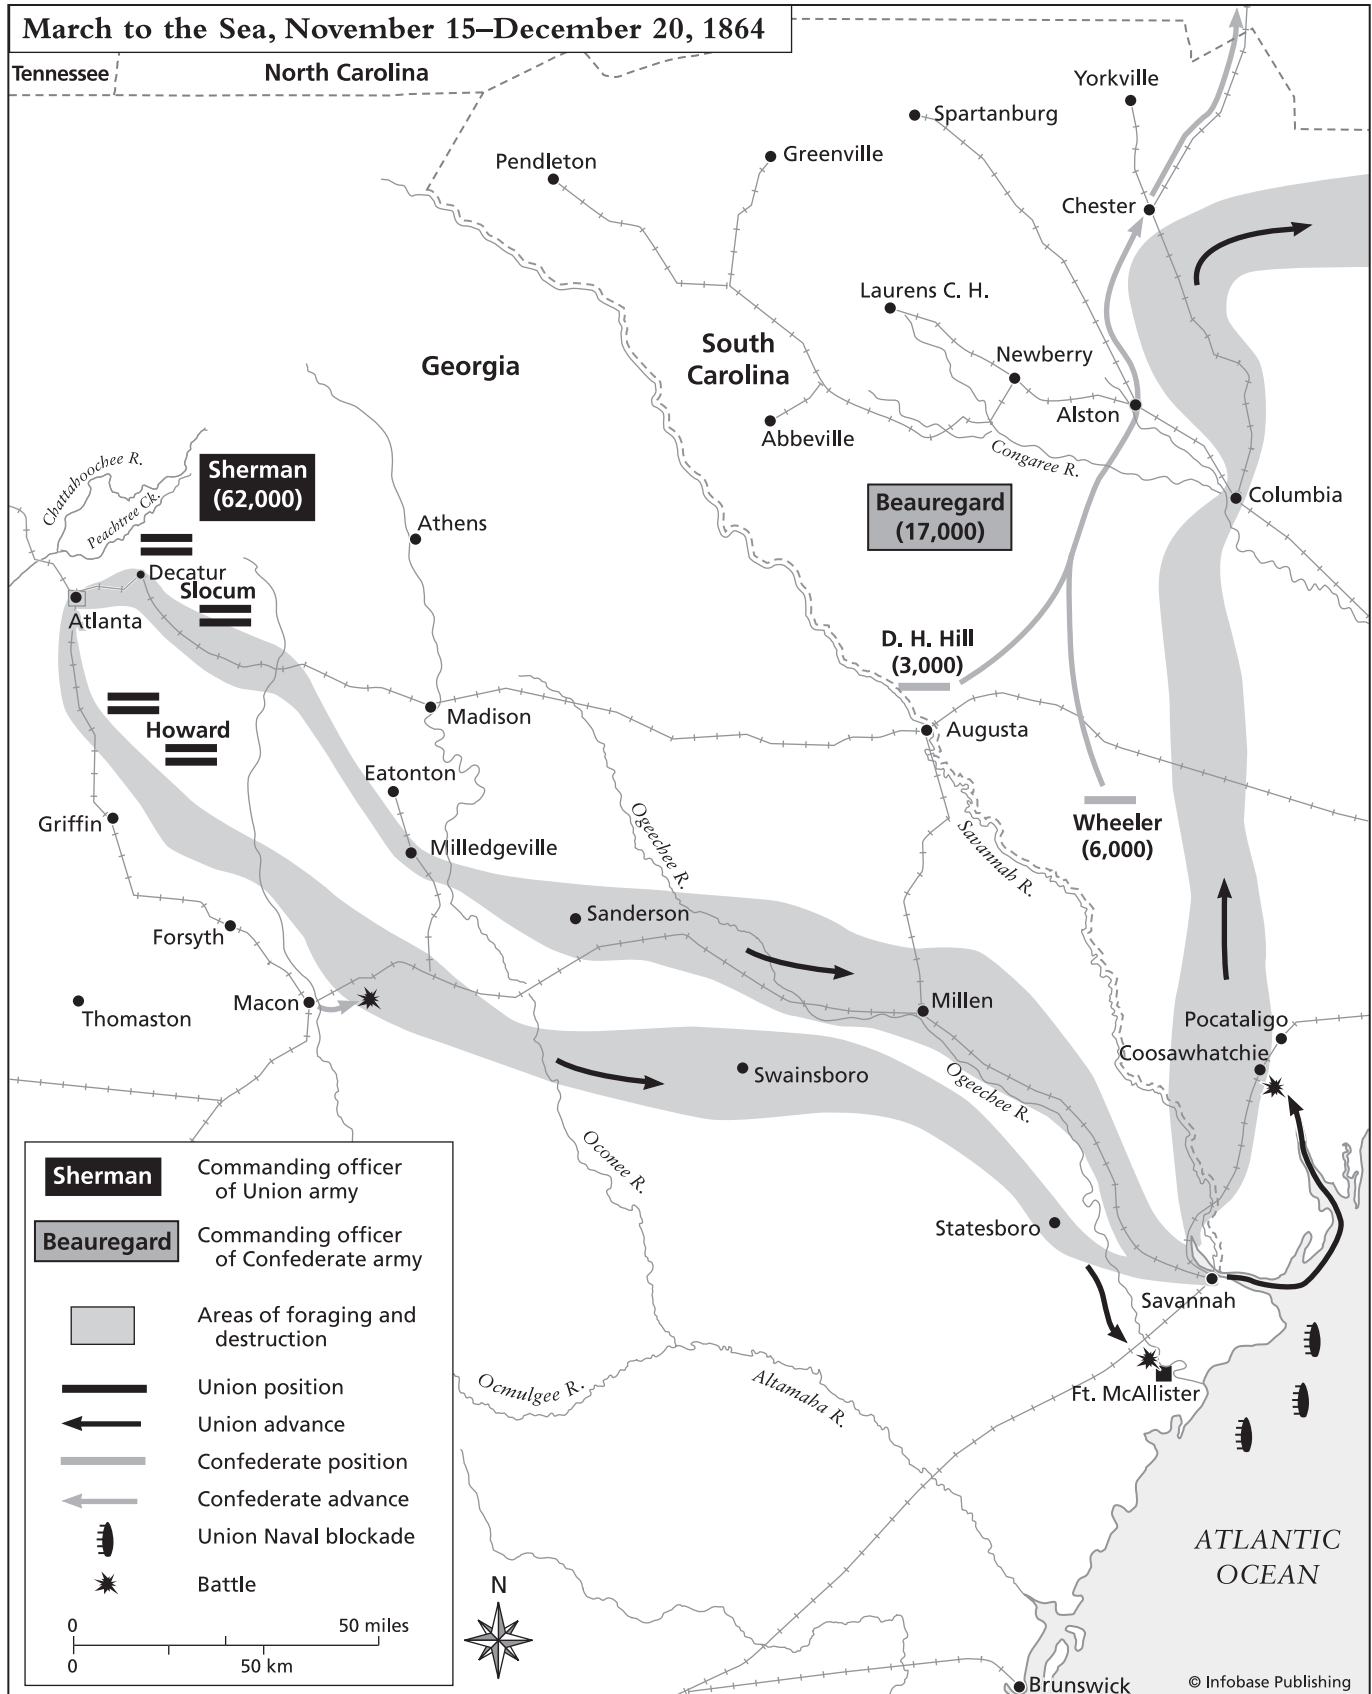 March to the Sea, November 15–December 20, 1864
Tennessee
North Carolina
Yorkville
Spartanburg
Greenville
Pendleton
Chester
Laurens C. H.
South
Carolina
Georgia
Newberry
Alston
Abbeville
Congaree R.
Chattahoochee R.
Peachtree Ck.
Sherman
(62,000)
Beauregard
(17,000)
Columbia
Athens
Decatur
Slocum
Atlanta
D. H. Hill
(3,000)
Howard
Madison
Augusta
Eatonton
Griffin
Milledgeville
Ogeechee R.
Savannah R.
Wheeler
(6,000)
Sanderson
Forsyth
Macon
Thomaston
Millen
Pocataligo
Coosawhatchie
Swainsboro
Ogeechee R.
Oconee R.
Statesboro
Savannah
Ft. McAllister
Ocmulgee R.
Altamaha R.
Sherman
Commanding officer
of Union army
Beauregard
Commanding officer
of Confederate army
Areas of foraging and
destruction
Union position
Union advance
Confederate position
Confederate advance
Union Naval blockade
Battle
0
50 miles
0
50 km
N
ATLANTIC
OCEAN
Brunswick
© Infobase Publishing